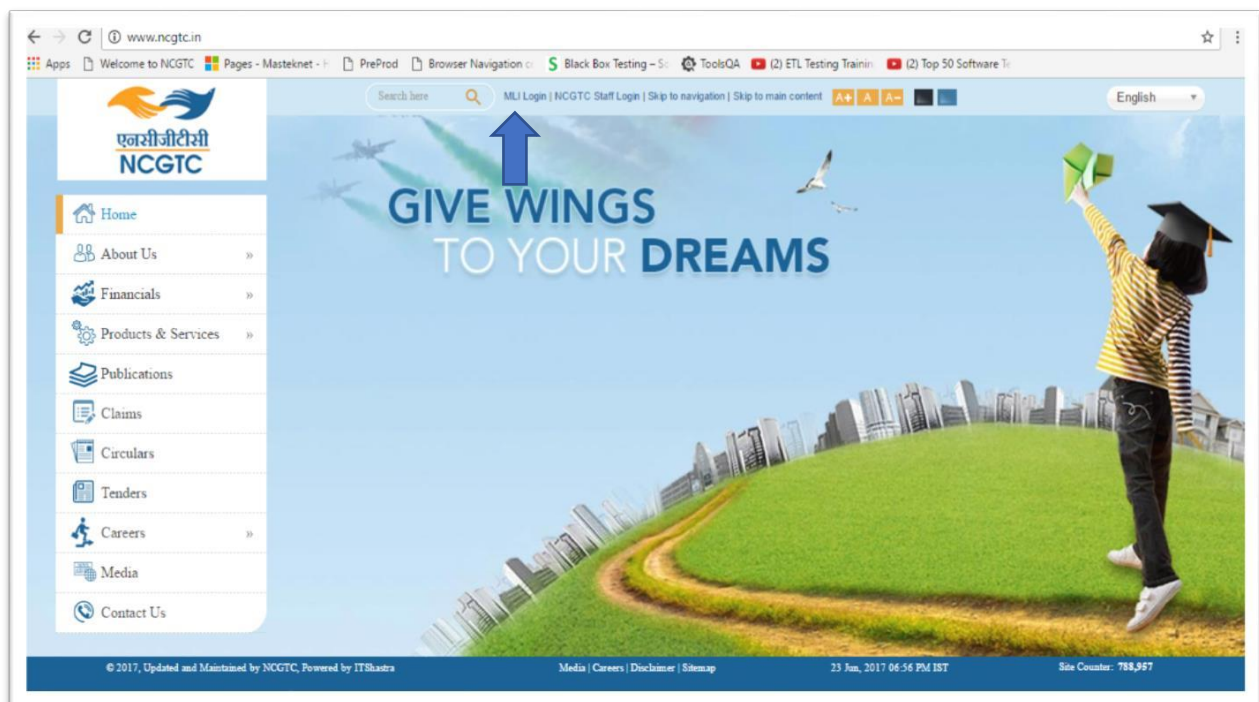 www.ncgtc.in
Apps Welcome to NCGTC Pages - Masteknet - H PreProd Browser Navigation Black Box Testing – So ToolsQA (2) ETL Testing Trainin (2) Top 50 Software Te
Search here MLI Login | NCGTC Staff Login | Skip to navigation | Skip to main content A+ A A- English
एनसीजीटीसी
NCGTC
GIVE WINGS
TO YOUR DREAMS
Home
About Us »
Financials »
Products & Services »
Publications
Claims
Circulars
Tenders
Careers »
Media
Contact Us
© 2017, Updated and Maintained by NCGTC, Powered by ITShastra Media | Careers | Disclaimer | Sitemap 23 Jun, 2017 06:56 PM IST Site Counter: 788,957